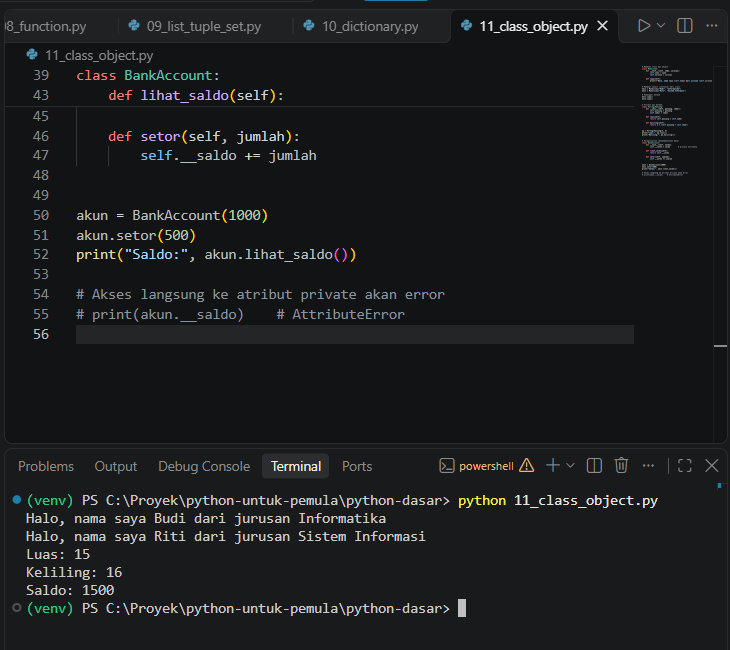 08_function.py 09_list_tuple_set.py 10_dictionary.py 11_class_object.py
11_class_object.py
39 class BankAccount:
43     def lihat_saldo(self):
45
46     def setor(self, jumlah):
47         self.__saldo += jumlah
48
49
50 akun = BankAccount(1000)
51 akun.setor(500)
52 print("Saldo:", akun.lihat_saldo())
53
54 # Akses langsung ke atribut private akan error
55 # print(akun.__saldo)    # AttributeError
56
Problems Output Debug Console Terminal Ports powershell
(venv) PS C:\Proyek\python-untuk-pemula\python-dasar> python 11_class_object.py
Halo, nama saya Budi dari jurusan Informatika
Halo, nama saya Riti dari jurusan Sistem Informasi
Luas: 15
Keliling: 16
Saldo: 1500
(venv) PS C:\Proyek\python-untuk-pemula\python-dasar>